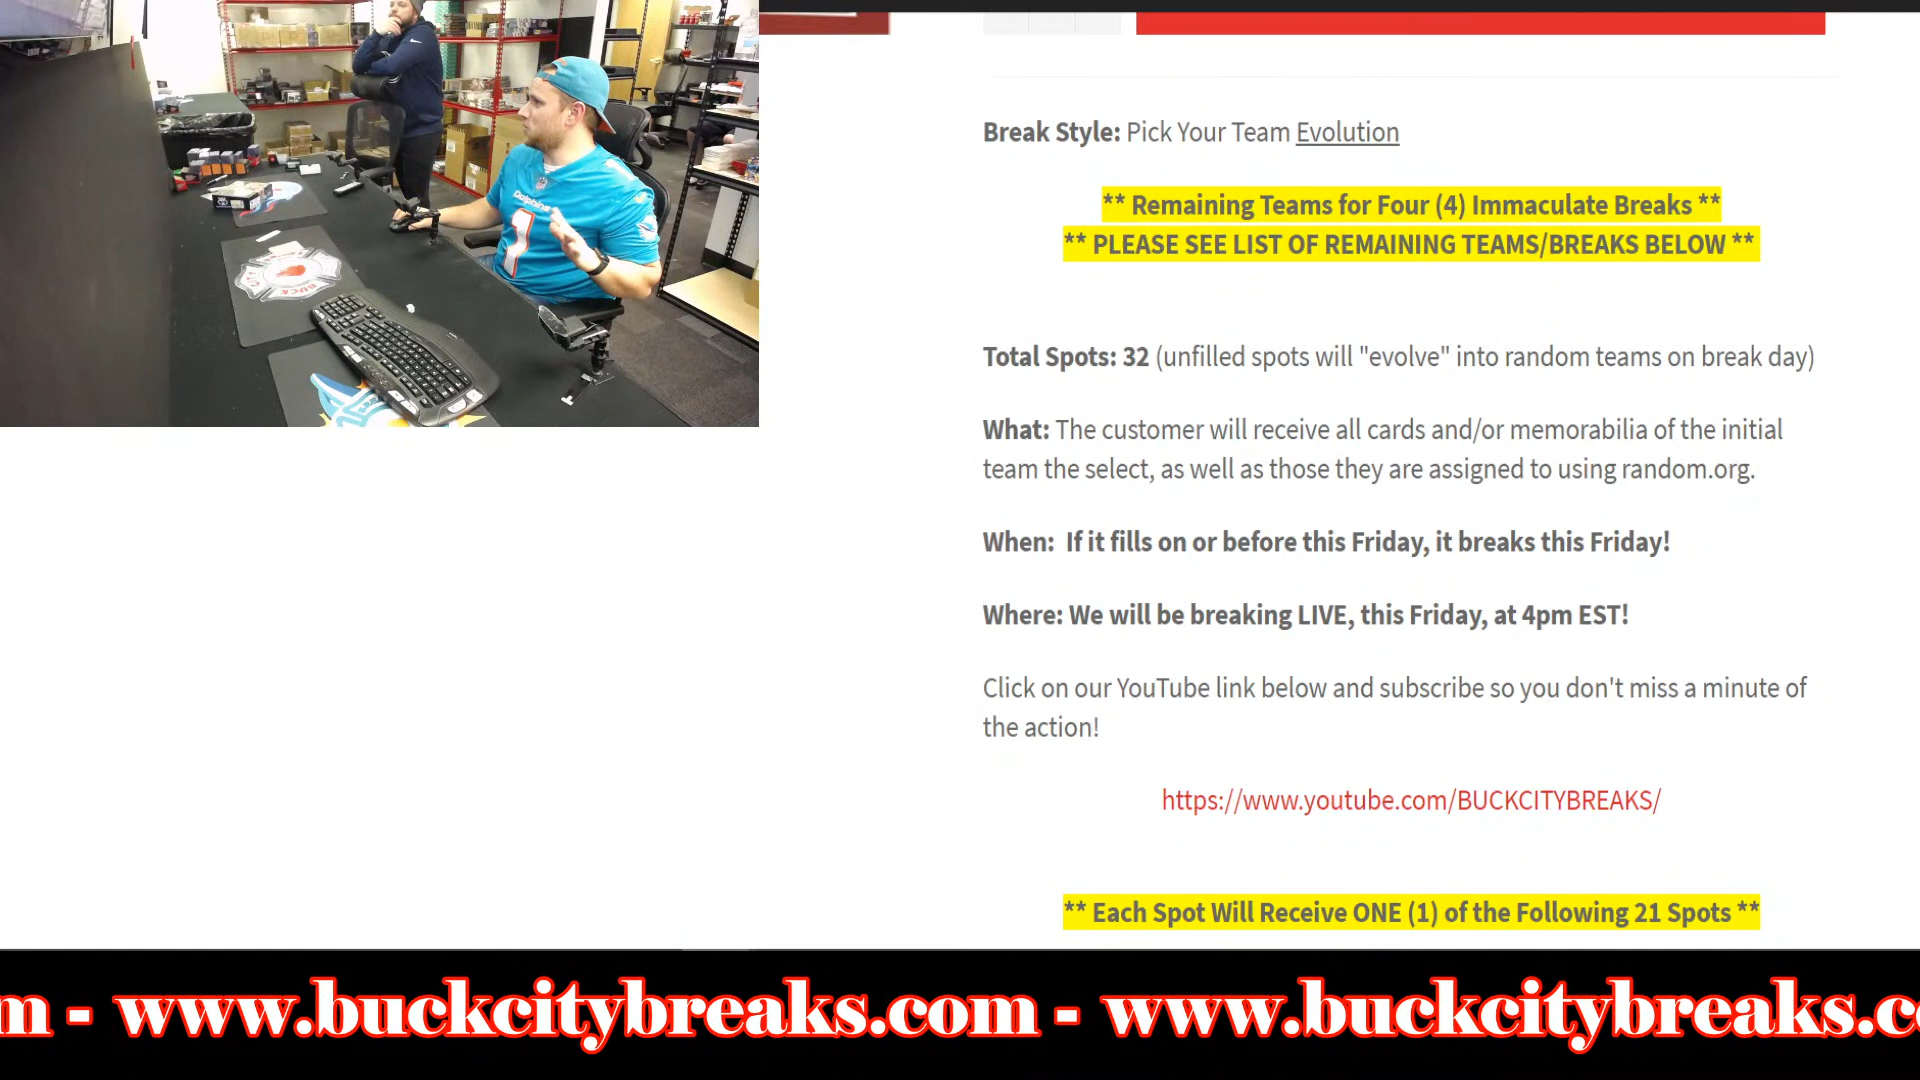 Break Style: Pick Your Team Evolution
** Remaining Teams for Four (4) Immaculate Breaks **
** PLEASE SEE LIST OF REMAINING TEAMS/BREAKS BELOW **
Total Spots: 32 (unfilled spots will "evolve" into random teams on break day)
What: The customer will receive all cards and/or memorabilia of the initial
team the select, as well as those they are assigned to using random.org.
When: If it fills on or before this Friday, it breaks this Friday!
Where: We will be breaking LIVE, this Friday, at 4pm EST!
Click on our YouTube link below and subscribe so you don't miss a minute of
the action!
https://www.youtube.com/BUCKCITYBREAKS/
** Each Spot Will Receive ONE (1) of the Following 21 Spots **
m - www.buckcitybreaks.com - www.buckcitybreaks.c
Dolphins
1
BUCK